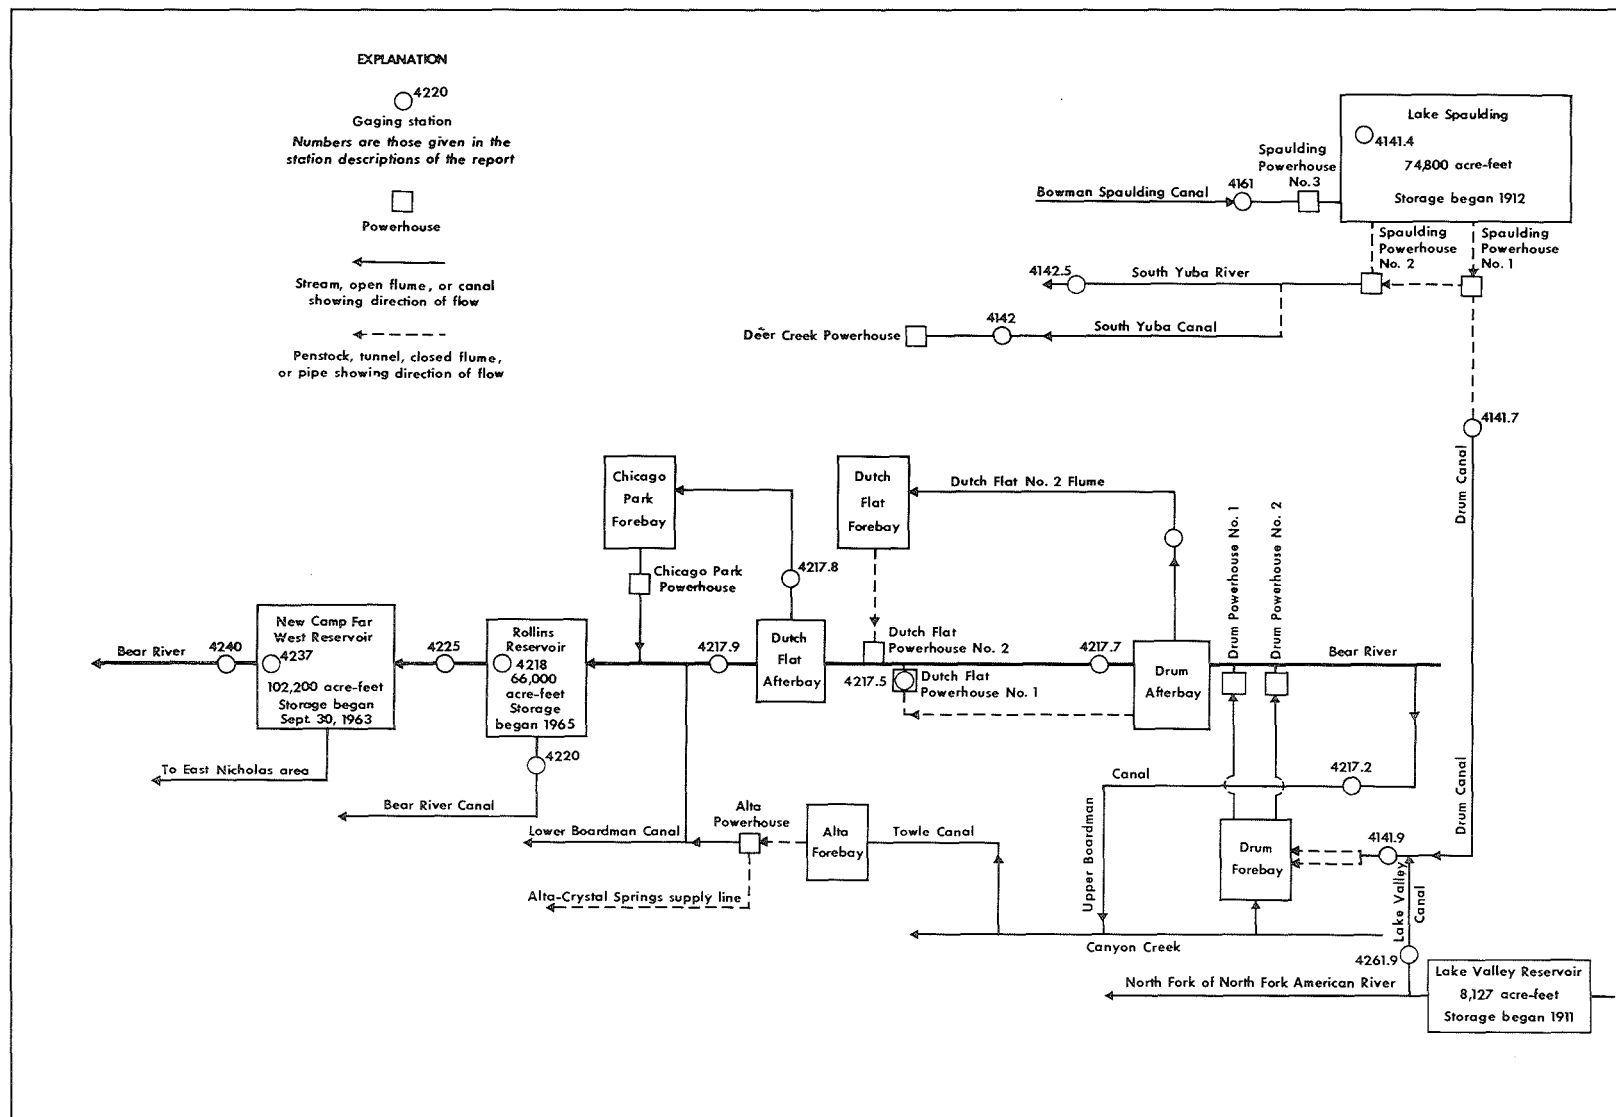 EXPLANATION
4220
Gaging station
Numbers are those given in the
station descriptions of the report
Powerhouse
Stream, open flume, or canal
showing direction of flow
Penstock, tunnel, closed flume,
or pipe showing direction of flow
Lake Spaulding
4141.4
74,800 acre-feet
Storage began 1912
Spaulding
Powerhouse
No. 3
4161
Bowman Spaulding Canal
Spaulding
Powerhouse
No. 2
Spaulding
Powerhouse
No. 1
4142.5
South Yuba River
4142
Deer Creek Powerhouse
South Yuba Canal
4141.7
Drum Canal
Chicago
Park
Forebay
Dutch
Flat
Forebay
Dutch Flat No. 2 Flume
Drum Powerhouse No. 1
Drum Powerhouse No. 2
4217.8
Chicago Park
Powerhouse
New Camp Far
West Reservoir
4237
102,200 acre-feet
Storage began
Sept. 30, 1963
Bear River
4240
4225
Rollins
Reservoir
4218
66,000
acre-feet
Storage
began 1965
4217.9
Dutch
Flat
Afterbay
Dutch Flat
Powerhouse No. 2
4217.5
Dutch Flat
Powerhouse No. 1
4217.7
Drum
Afterbay
Bear River
To East Nicholas area
4220
Bear River Canal
Canal
4217.2
Drum Canal
Upper Boardman
Lower Boardman Canal
Alta
Powerhouse
Alta
Forebay
Towle Canal
Drum
Forebay
4141.9
Lake Valley
Canal
Alta-Crystal Springs supply line
Canyon Creek
4261.9
North Fork of North Fork American River
Lake Valley Reservoir
8,127 acre-feet
Storage began 1911